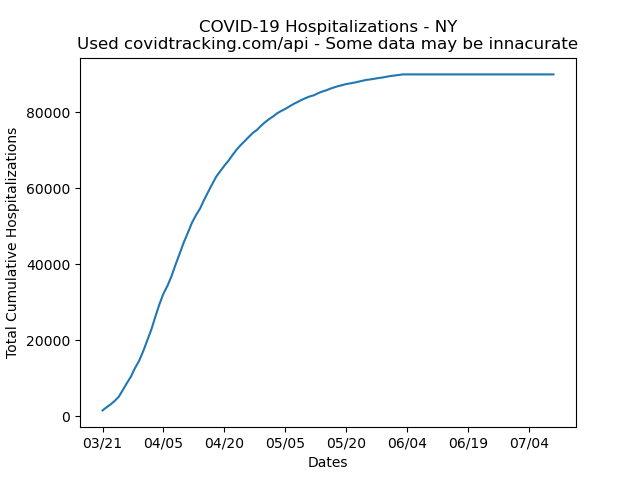 COVID-19 Hospitalizations - NY
Used covidtracking.com/api - Some data may be innacurate
Total Cumulative Hospitalizations
80000
60000
40000
20000
0
03/21 04/05 04/20 05/05 05/20 06/04 06/19 07/04
Dates